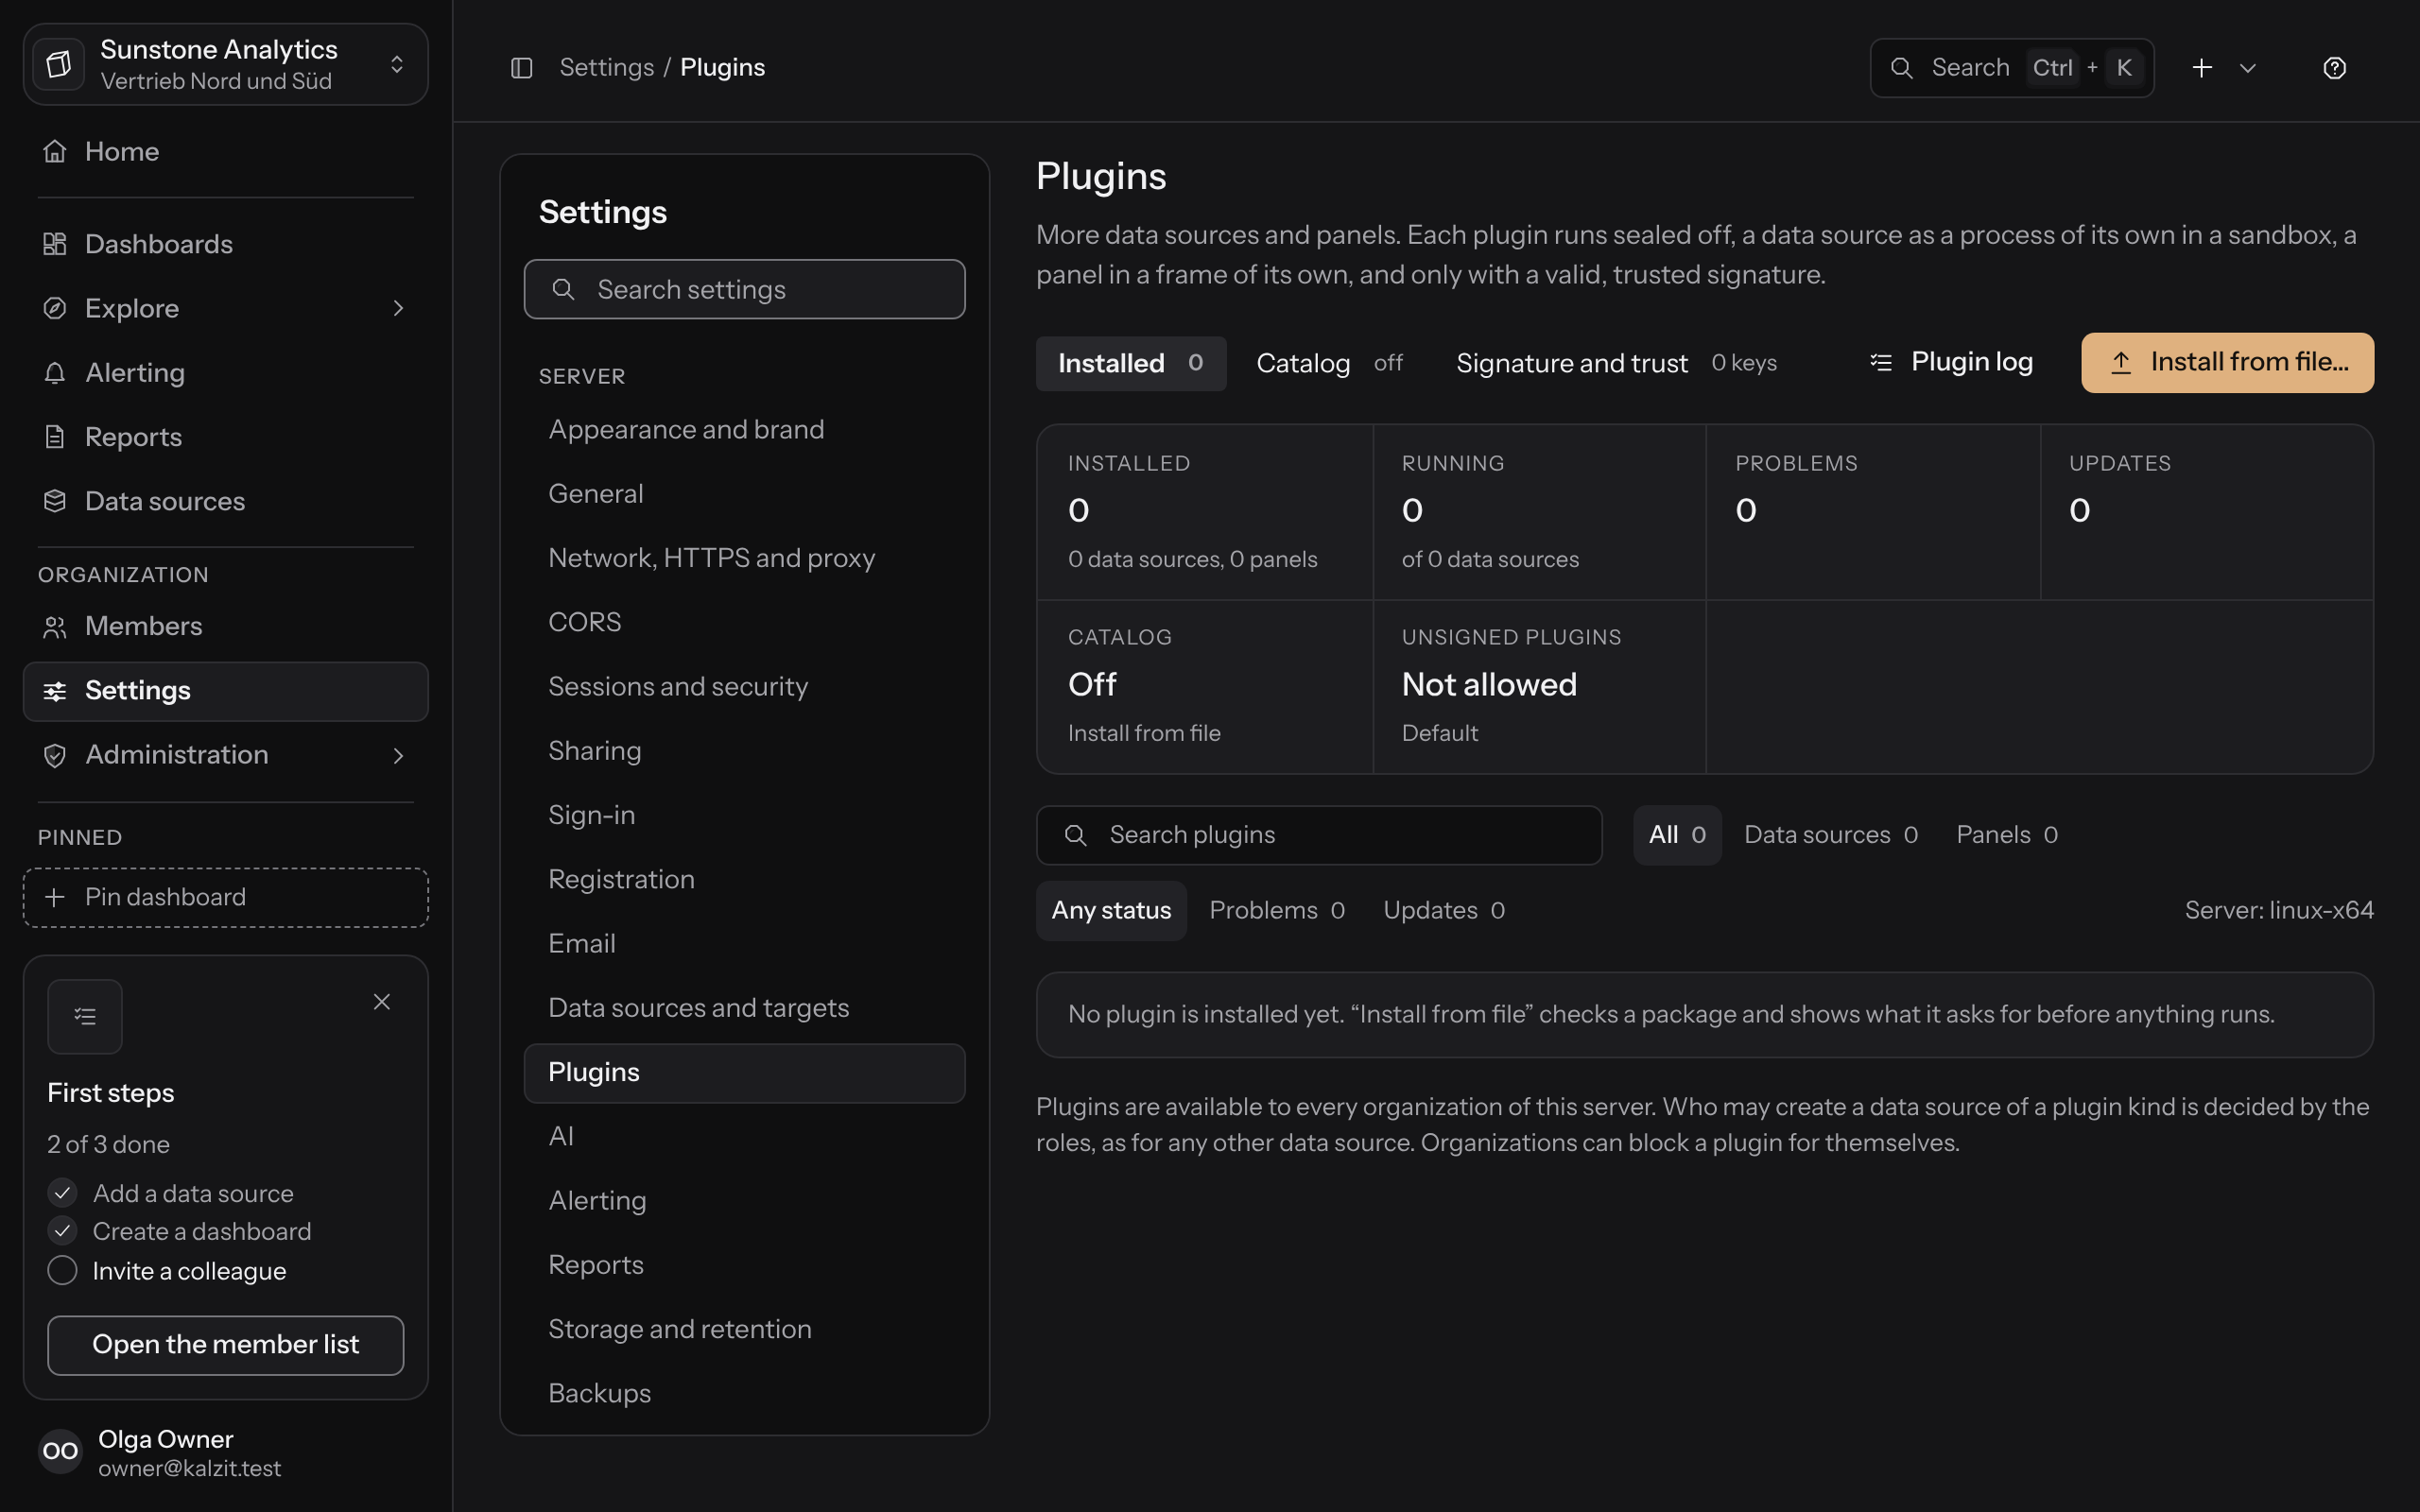 Sunstone Analytics
Vertrieb Nord und Süd
Home
Dashboards
Explore
Alerting
Reports
Data sources
ORGANIZATION
Members
Settings
Administration
PINNED
Pin dashboard
First steps
2 of 3 done
Add a data source
Create a dashboard
Invite a colleague
Open the member list
OO
Olga Owner
owner@kalzit.test
Settings / Plugins
Search Ctrl + K
Settings
Search settings
SERVER
Appearance and brand
General
Network, HTTPS and proxy
CORS
Sessions and security
Sharing
Sign-in
Registration
Email
Data sources and targets
Plugins
AI
Alerting
Reports
Storage and retention
Backups
Plugins
More data sources and panels. Each plugin runs sealed off, a data source as a process of its own in a sandbox, a
panel in a frame of its own, and only with a valid, trusted signature.
Installed 0 Catalog off Signature and trust 0 keys Plugin log Install from file...
INSTALLED
0
0 data sources, 0 panels
RUNNING
0
of 0 data sources
PROBLEMS
0
UPDATES
0
CATALOG
Off
Install from file
UNSIGNED PLUGINS
Not allowed
Default
Search plugins All 0 Data sources 0 Panels 0
Any status Problems 0 Updates 0 Server: linux-x64
No plugin is installed yet. “Install from file” checks a package and shows what it asks for before anything runs.
Plugins are available to every organization of this server. Who may create a data source of a plugin kind is decided by the
roles, as for any other data source. Organizations can block a plugin for themselves.